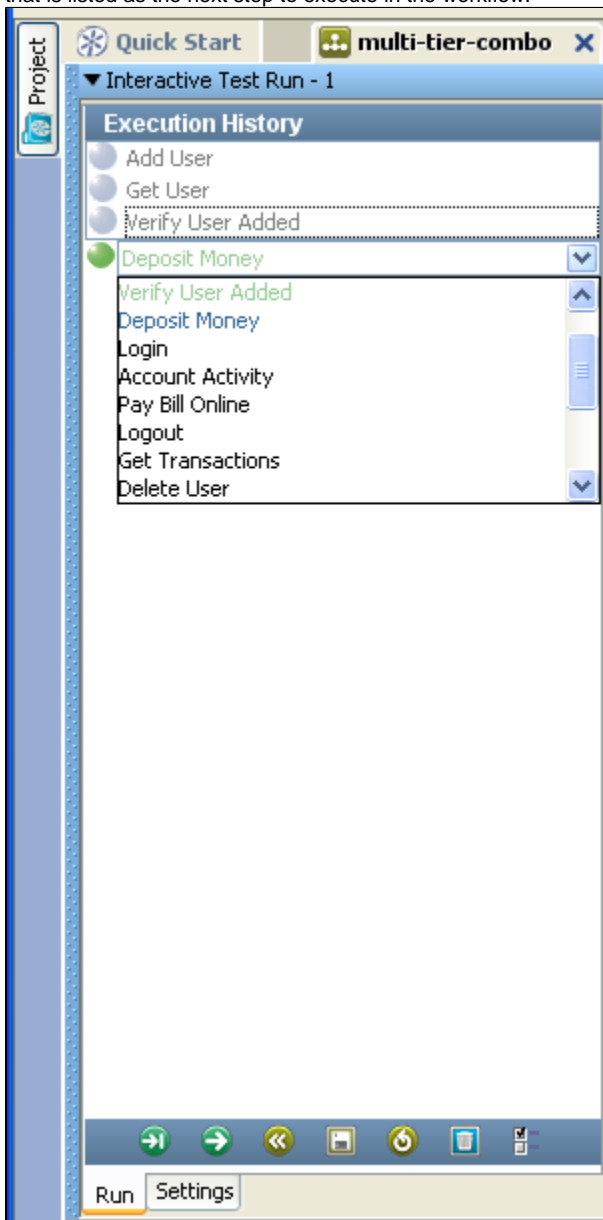 that is listed as the next step to execute in the workflow.
Project
Quick Start
multi-tier-combo
Interactive Test Run - 1
Execution History
Add User
Get User
Verify User Added
Deposit Money
Verify User Added
Deposit Money
Login
Account Activity
Pay Bill Online
Logout
Get Transactions
Delete User
Run
Settings